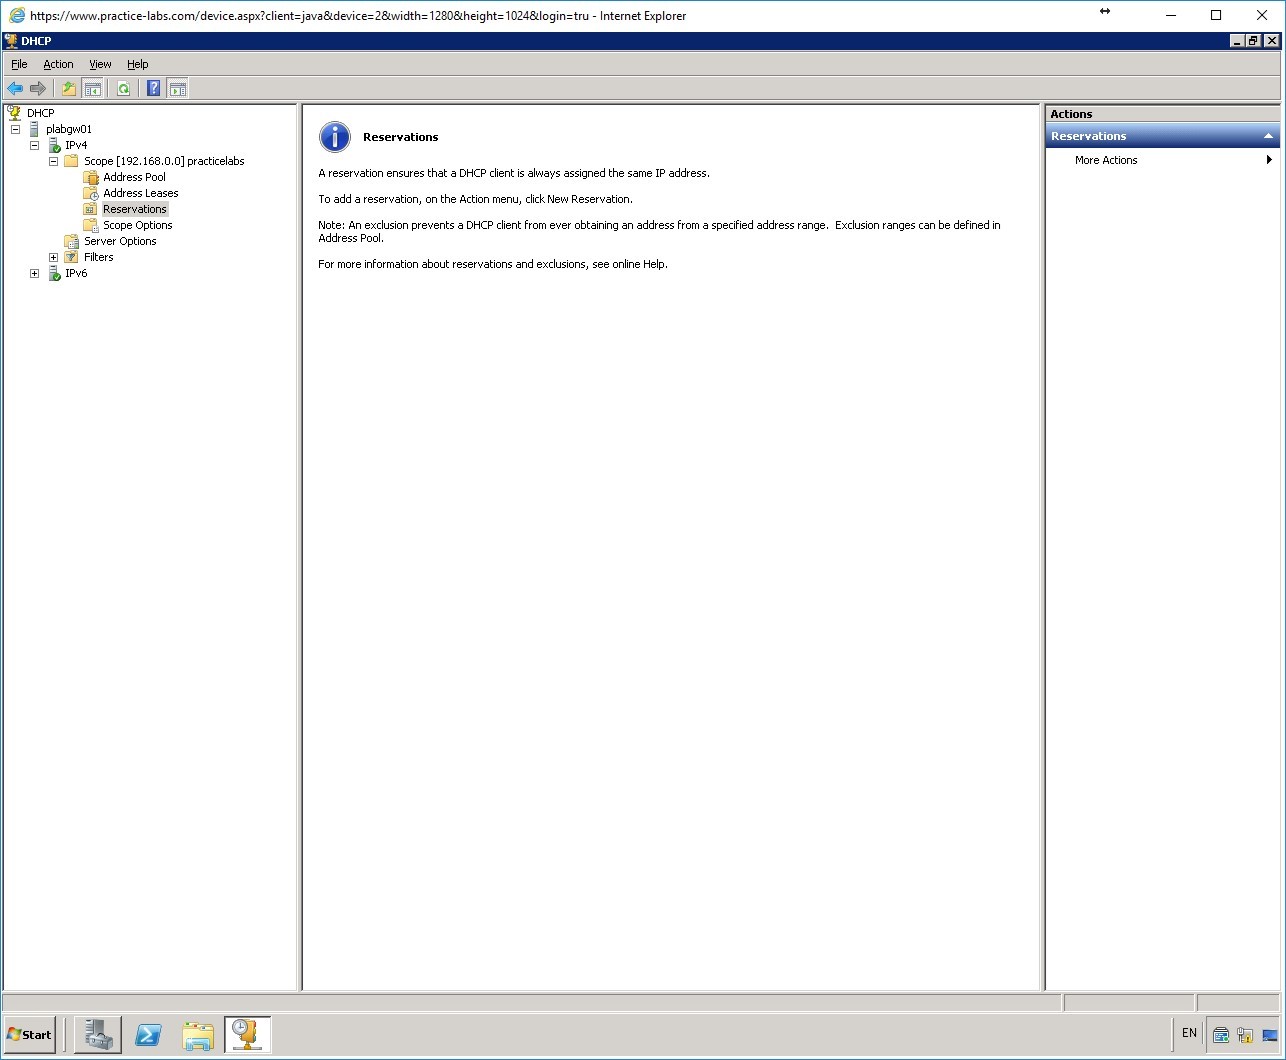 https://www.practice-labs.com/device.aspx?client=java&device=2&width=1280&height=1024&login=tru - Internet Explorer
DHCP
File Action View Help
DHCP
plabgw01
IPv4
Scope [192.168.0.0] practicelabs
Address Pool
Address Leases
Reservations
Scope Options
Server Options
Filters
IPv6
Reservations
A reservation ensures that a DHCP client is always assigned the same IP address.
To add a reservation, on the Action menu, click New Reservation.
Note: An exclusion prevents a DHCP client from ever obtaining an address from a specified address range. Exclusion ranges can be defined in
Address Pool.
For more information about reservations and exclusions, see online Help.
Actions
Reservations
More Actions
Start
EN